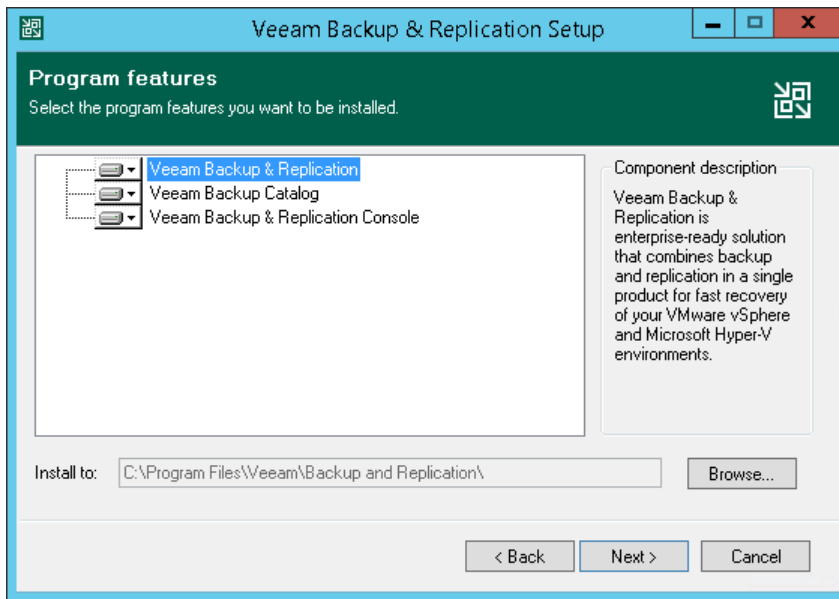 Veeam Backup & Replication Setup
Program features
Select the program features you want to be installed.
Veeam Backup & Replication
Veeam Backup Catalog
Veeam Backup & Replication Console
Component description
Veeam Backup &
Replication is
enterprise-ready solution
that combines backup
and replication in a single
product for fast recovery
of your VMware vSphere
and Microsoft Hyper-V
environments.
Install to: C:\Program Files\Veeam\Backup and Replication\ Browse...
< Back Next > Cancel